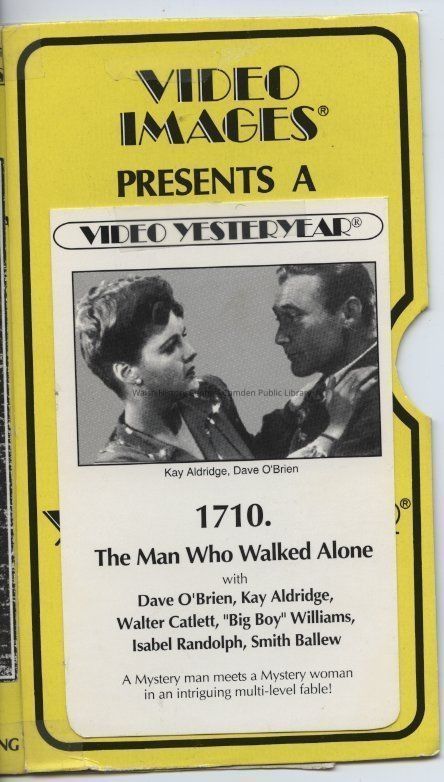 VIDEO
IMAGES®
PRESENTS A
VIDEO YESTERYEAR®
Kay Aldridge, Dave O'Brien
1710.
The Man Who Walked Alone
with
Dave O'Brien, Kay Aldridge,
Walter Catlett, "Big Boy" Williams,
Isabel Randolph, Smith Ballew
A Mystery man meets a Mystery woman
in an intriguing multi-level fable!
®
NG